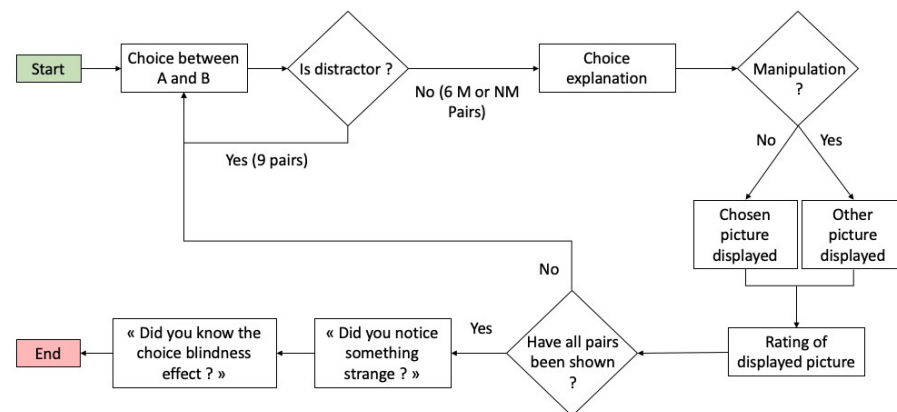 Start
Choice between
A and B
Is distractor ?
No (6 M or NM
Pairs)
Choice
explanation
Manipulation
?
Yes (9 pairs)
No
Yes
Chosen
picture
displayed
Other
picture
displayed
Rating of
displayed picture
No
Have all pairs
been shown
?
Yes
« Did you notice
something
strange ? »
« Did you know the
choice blindness
effect ? »
End